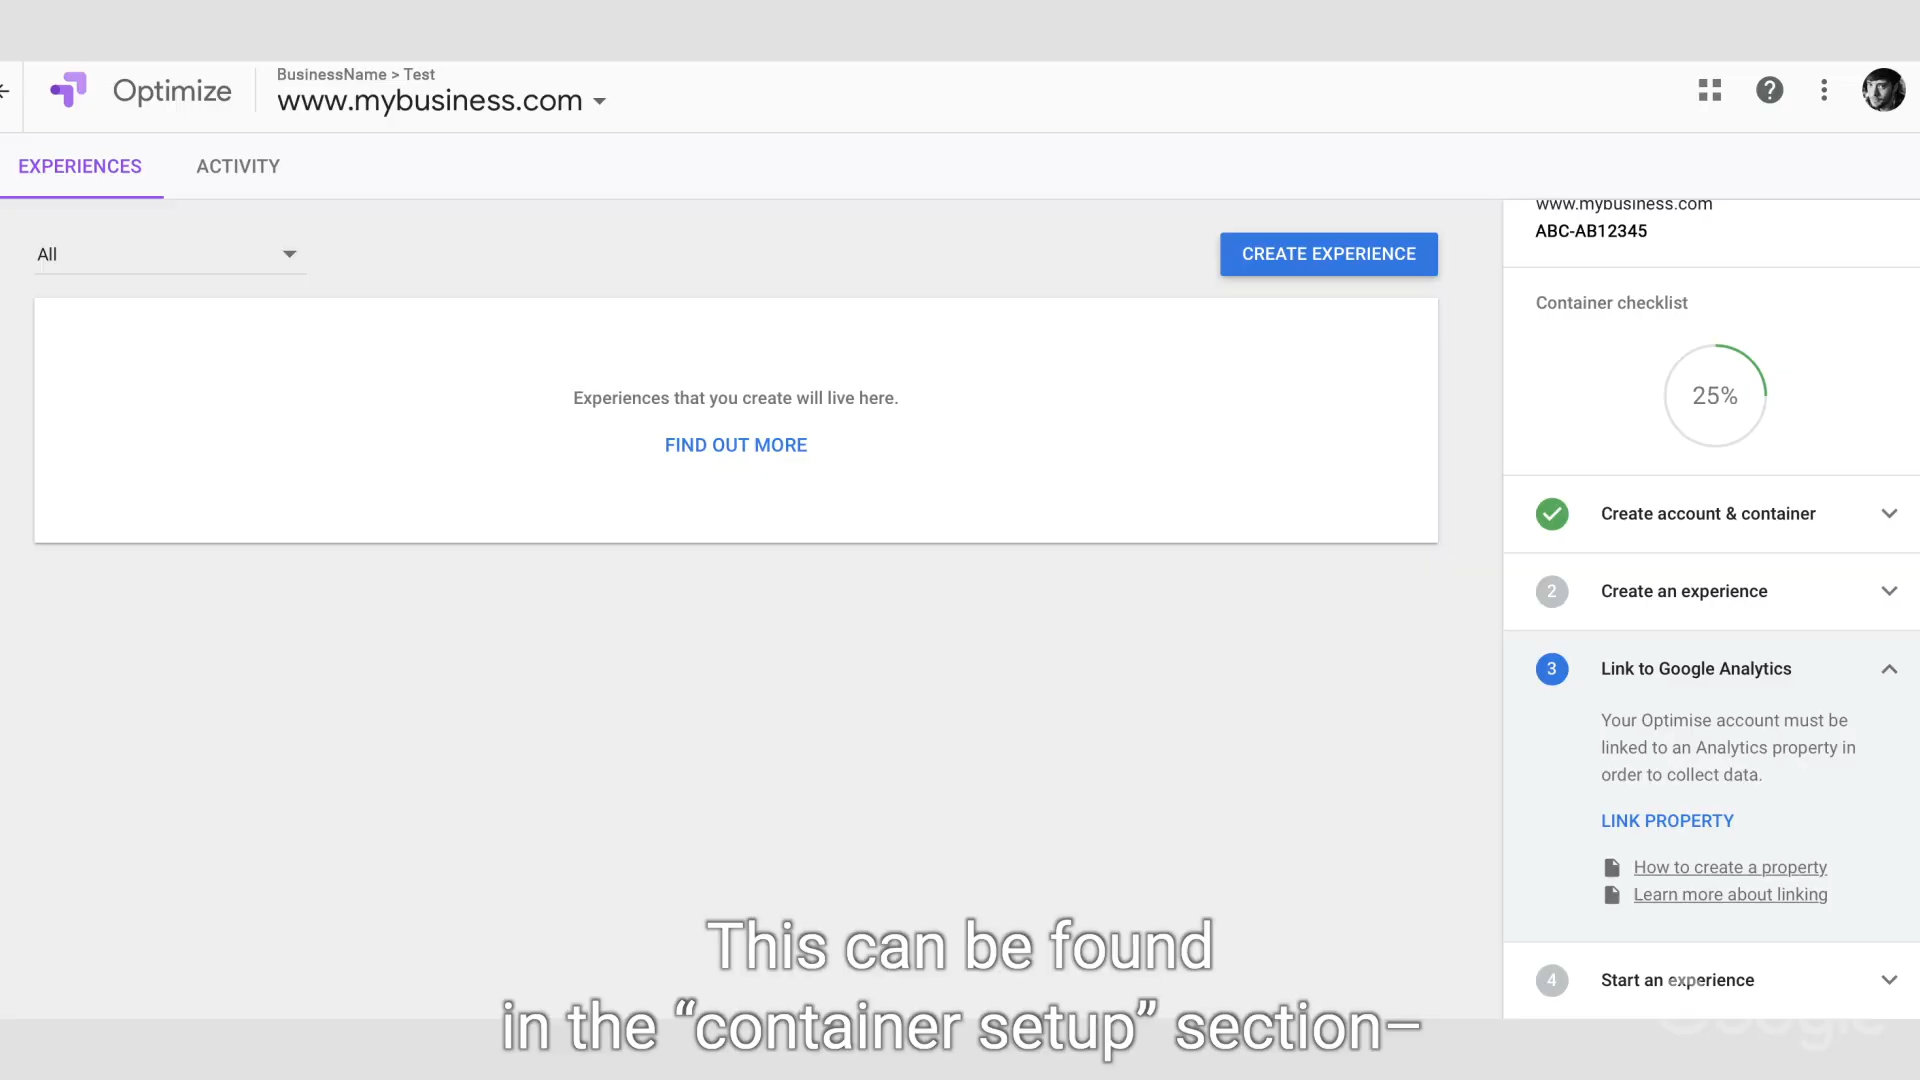 Optimize
BusinessName > Test
www.mybusiness.com
EXPERIENCES
ACTIVITY
All
CREATE EXPERIENCE
Experiences that you create will live here.
FIND OUT MORE
www.mybusiness.com
ABC-AB12345
Container checklist
25%
Create account & container
2
Create an experience
3
Link to Google Analytics
Your Optimise account must be
linked to an Analytics property in
order to collect data.
LINK PROPERTY
How to create a property
Learn more about linking
4
Start an experience
Google
This can be found
in the “container setup” section–